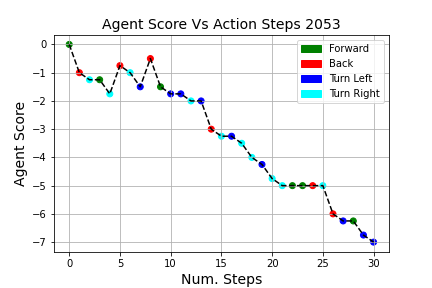 Agent Score Vs Action Steps 2053
Agent Score
0
−1
−2
−3
−4
−5
−6
−7
Forward
Back
Turn Left
Turn Right
0 5 10 15 20 25 30
Num. Steps